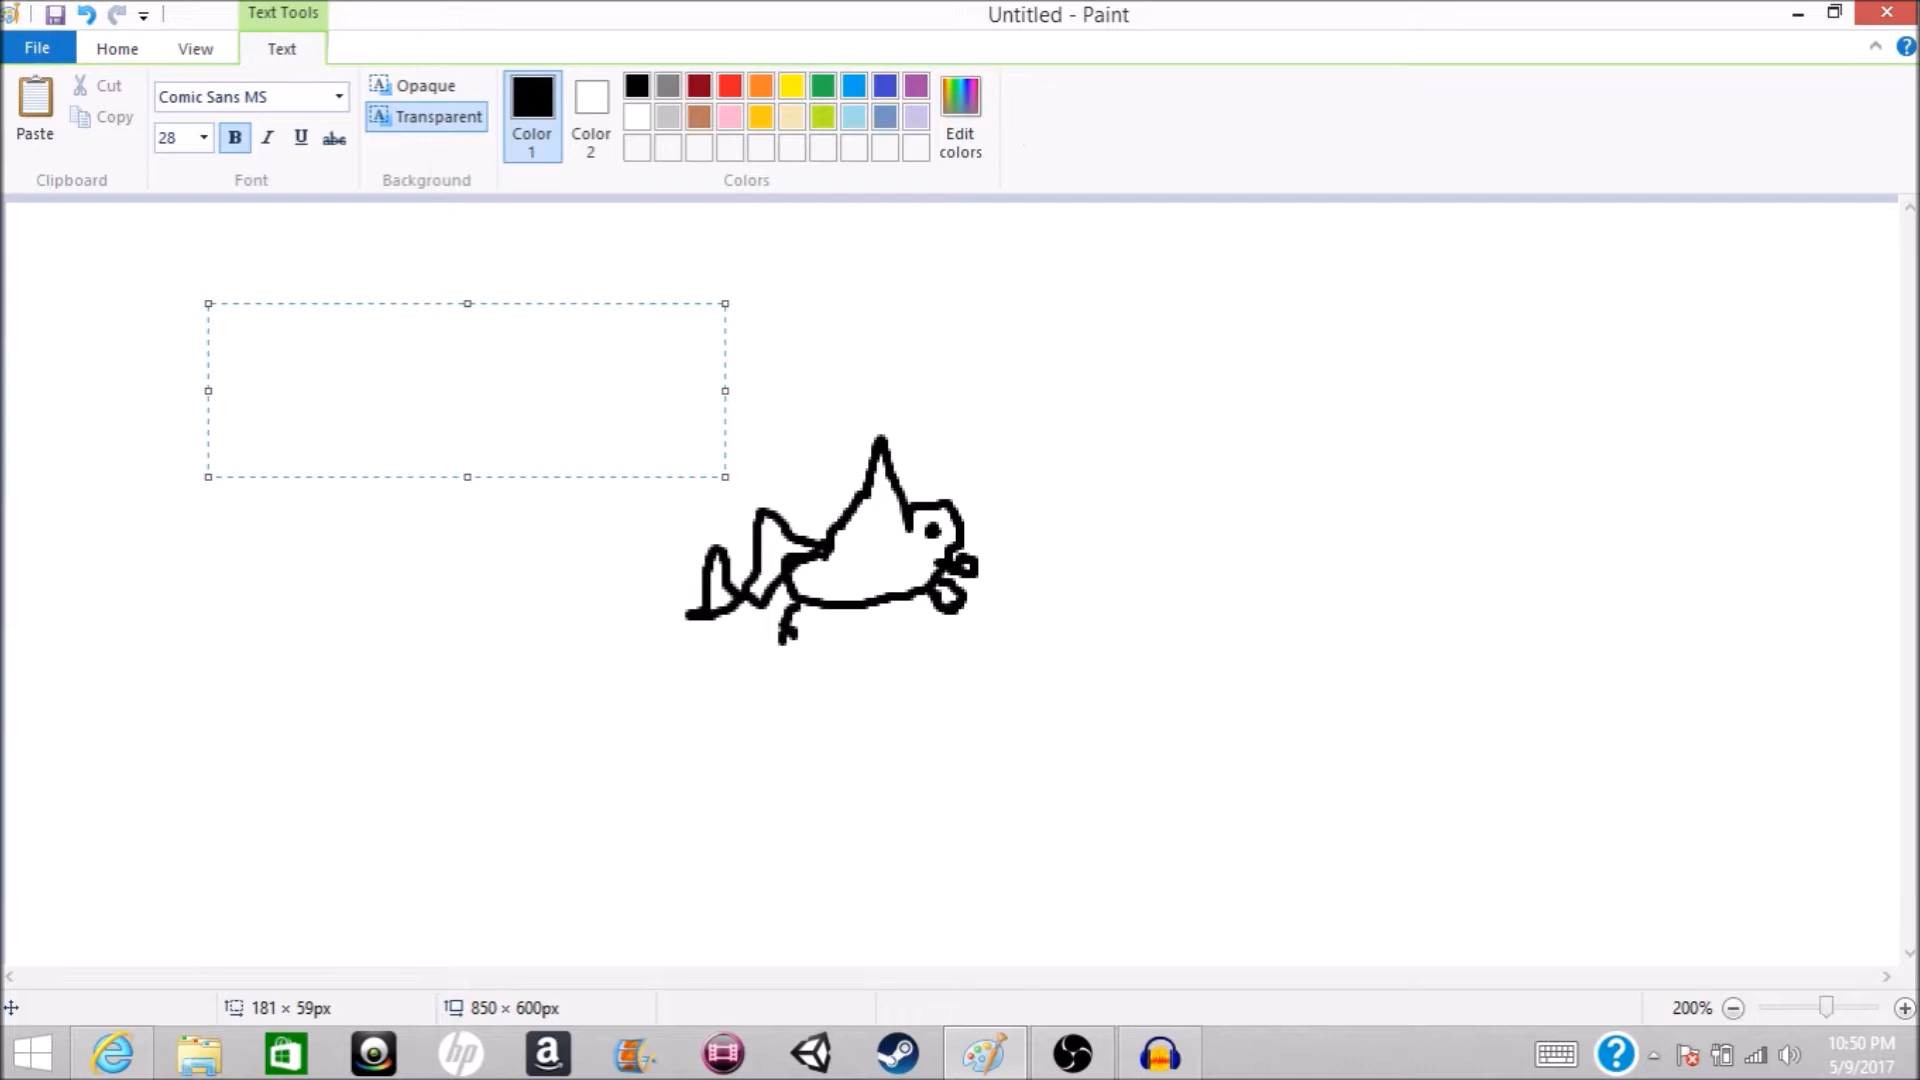 Text Tools
Untitled - Paint
File
Home
View
Text
Paste
Cut
Copy
Clipboard
Comic Sans MS
28
B
I
U
abc
Font
Opaque
Transparent
Background
Color
1
Color
2
Edit
colors
Colors
181 × 59px
850 × 600px
200%
hp
a
10:50 PM
5/9/2017